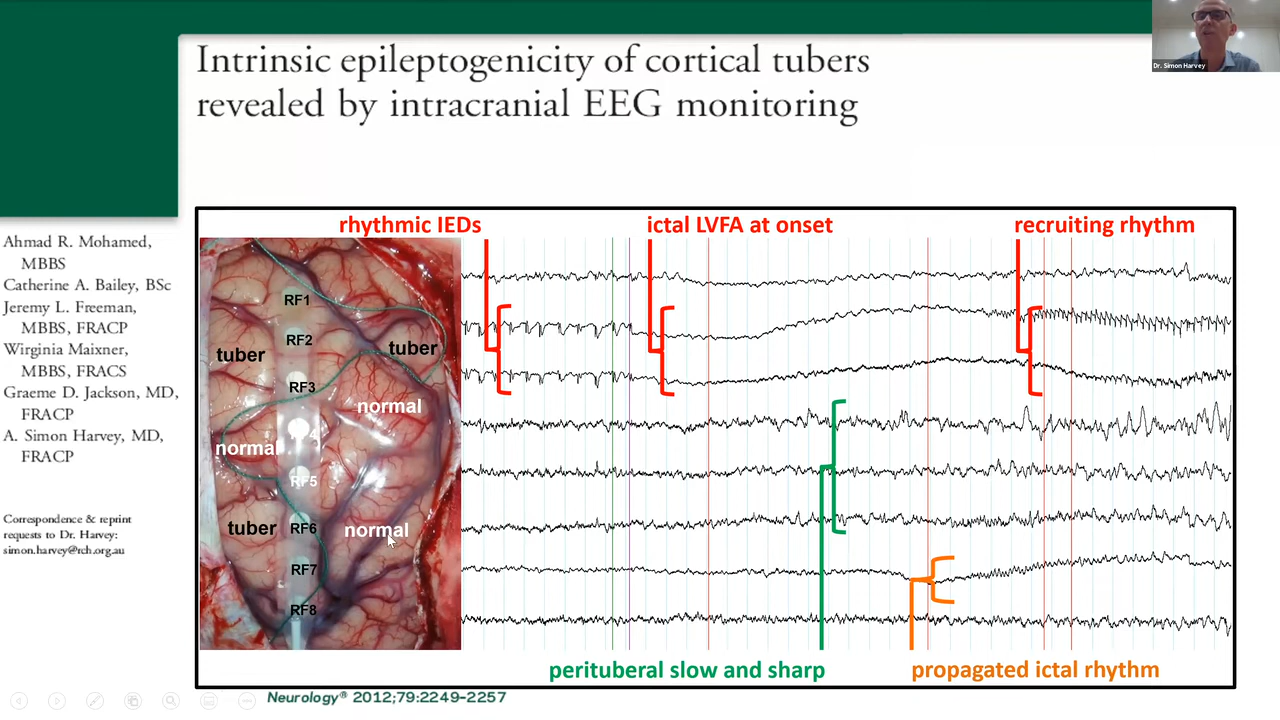 Intrinsic epileptogenicity of cortical tubers
revealed by intracranial EEG monitoring
Dr. Simon Harvey
Ahmad R. Mohamed,
MBBS
Catherine A. Bailey, BSc
Jeremy L. Freeman,
MBBS, FRACP
Wirginia Maixner,
MBBS, FRACS
Graeme D. Jackson, MD,
FRACP
A. Simon Harvey, MD,
FRACP
Correspondence & reprint
requests to Dr. Harvey:
simon.harvey@rch.org.au
rhythmic IEDs
ictal LVFA at onset
recruiting rhythm
RF1
RF2
tuber
tuber
RF3
normal
4
normal
RF5
tuber
RF6
normal
RF7
RF8
perituberal slow and sharp
propagated ictal rhythm
Neurology® 2012;79:2249-2257